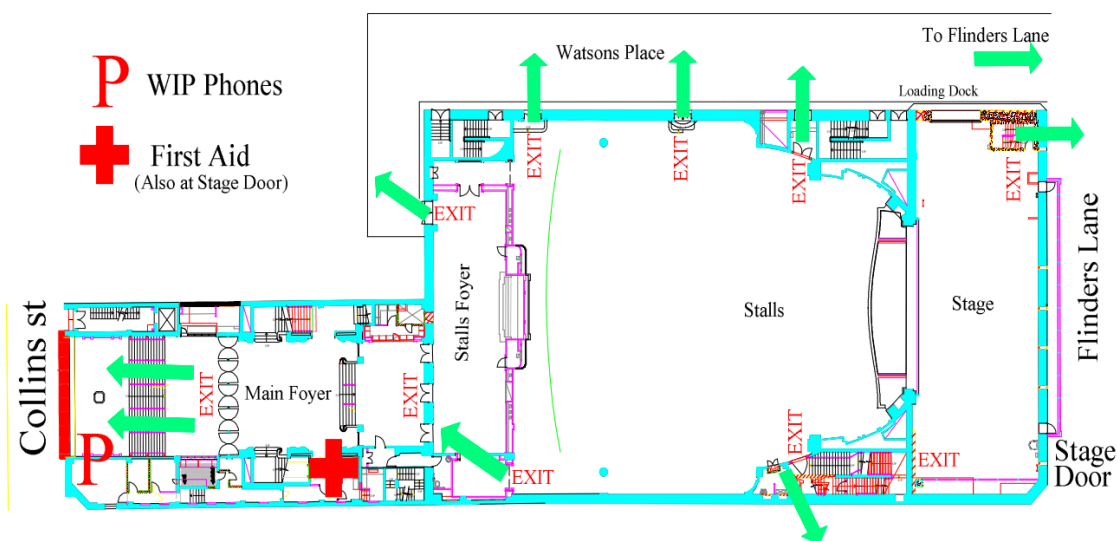 To Flinders Lane
Watsons Place
P WIP Phones
Loading Dock
First Aid
(Also at Stage Door)
EXIT
EXIT
EXIT
EXIT
EXIT
Stalls Foyer
Stalls
Stage
Flinders Lane
Collins st
EXIT
Main Foyer
EXIT
P
EXIT
EXIT
EXIT
Stage
Door